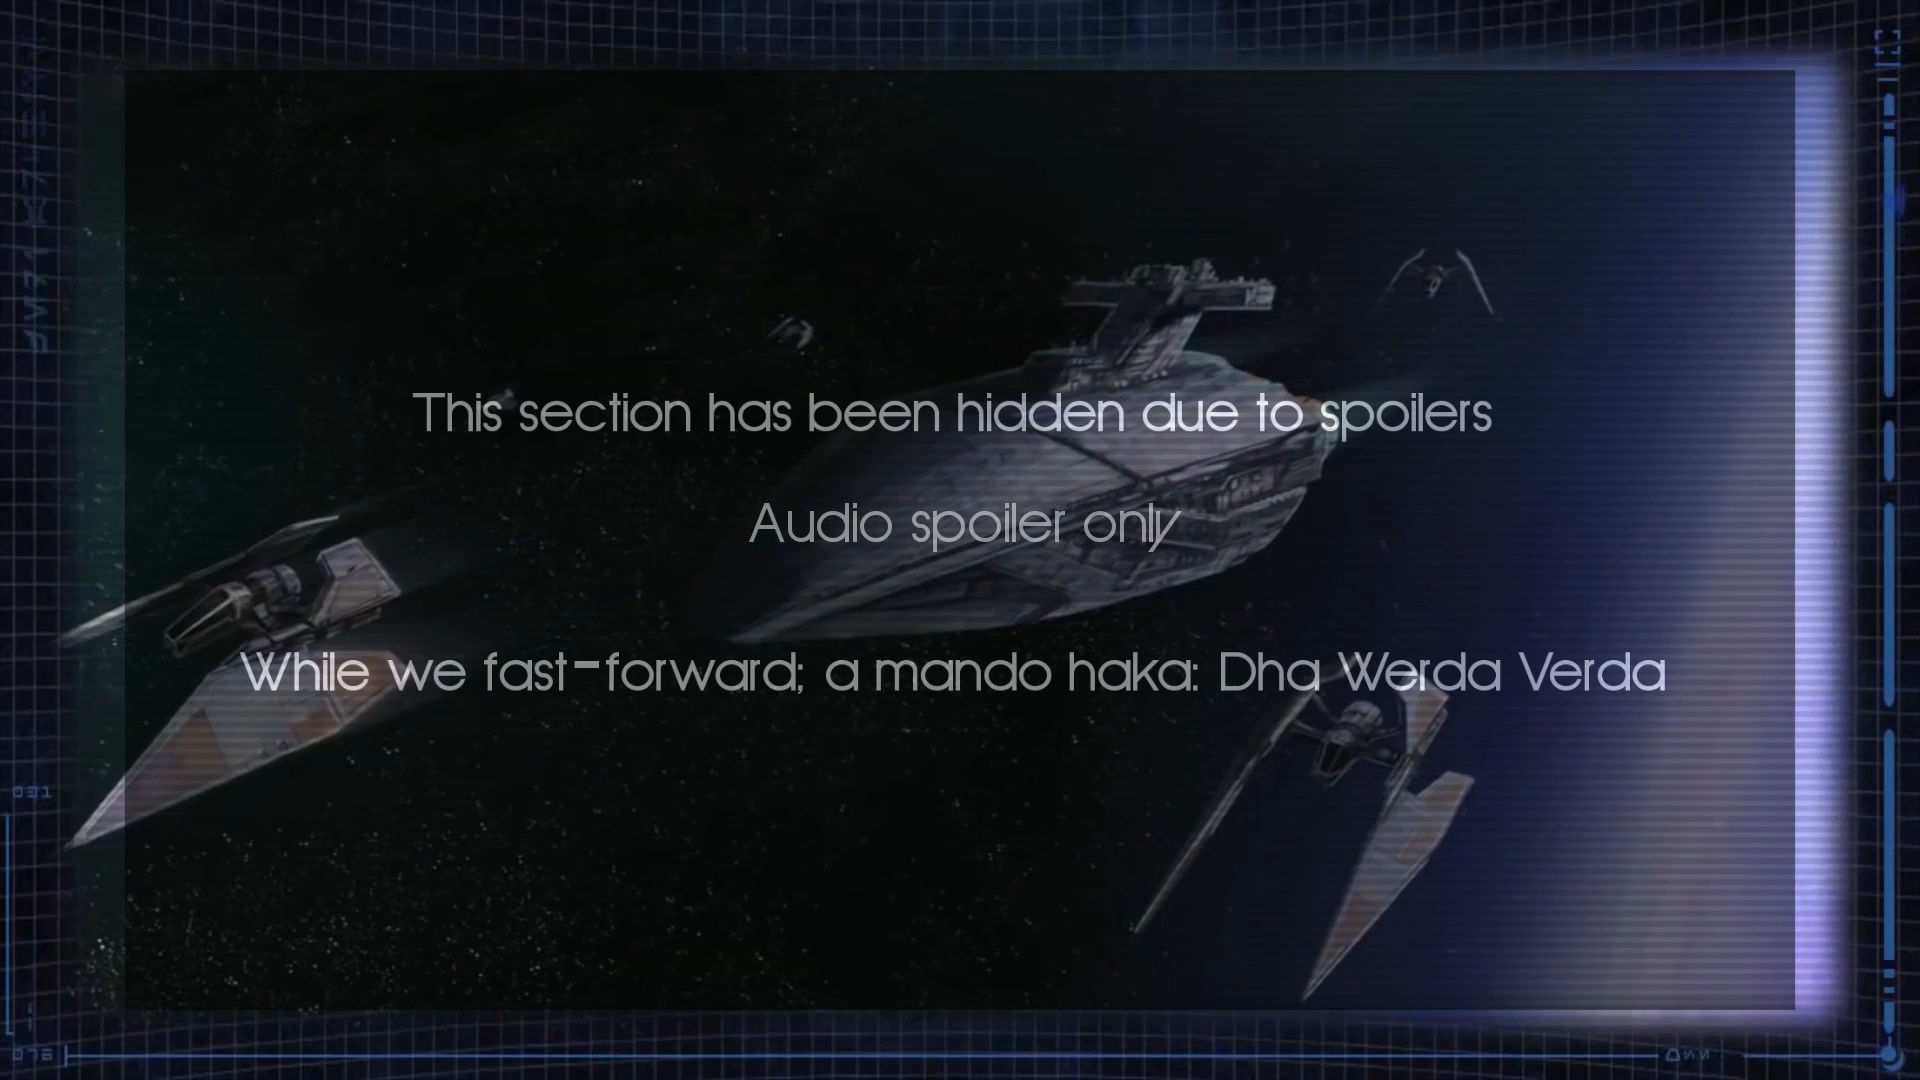 This section has been hidden due to spoilers
Audio spoiler only
While we fast-forward; a mando haka: Dha Werda Verda